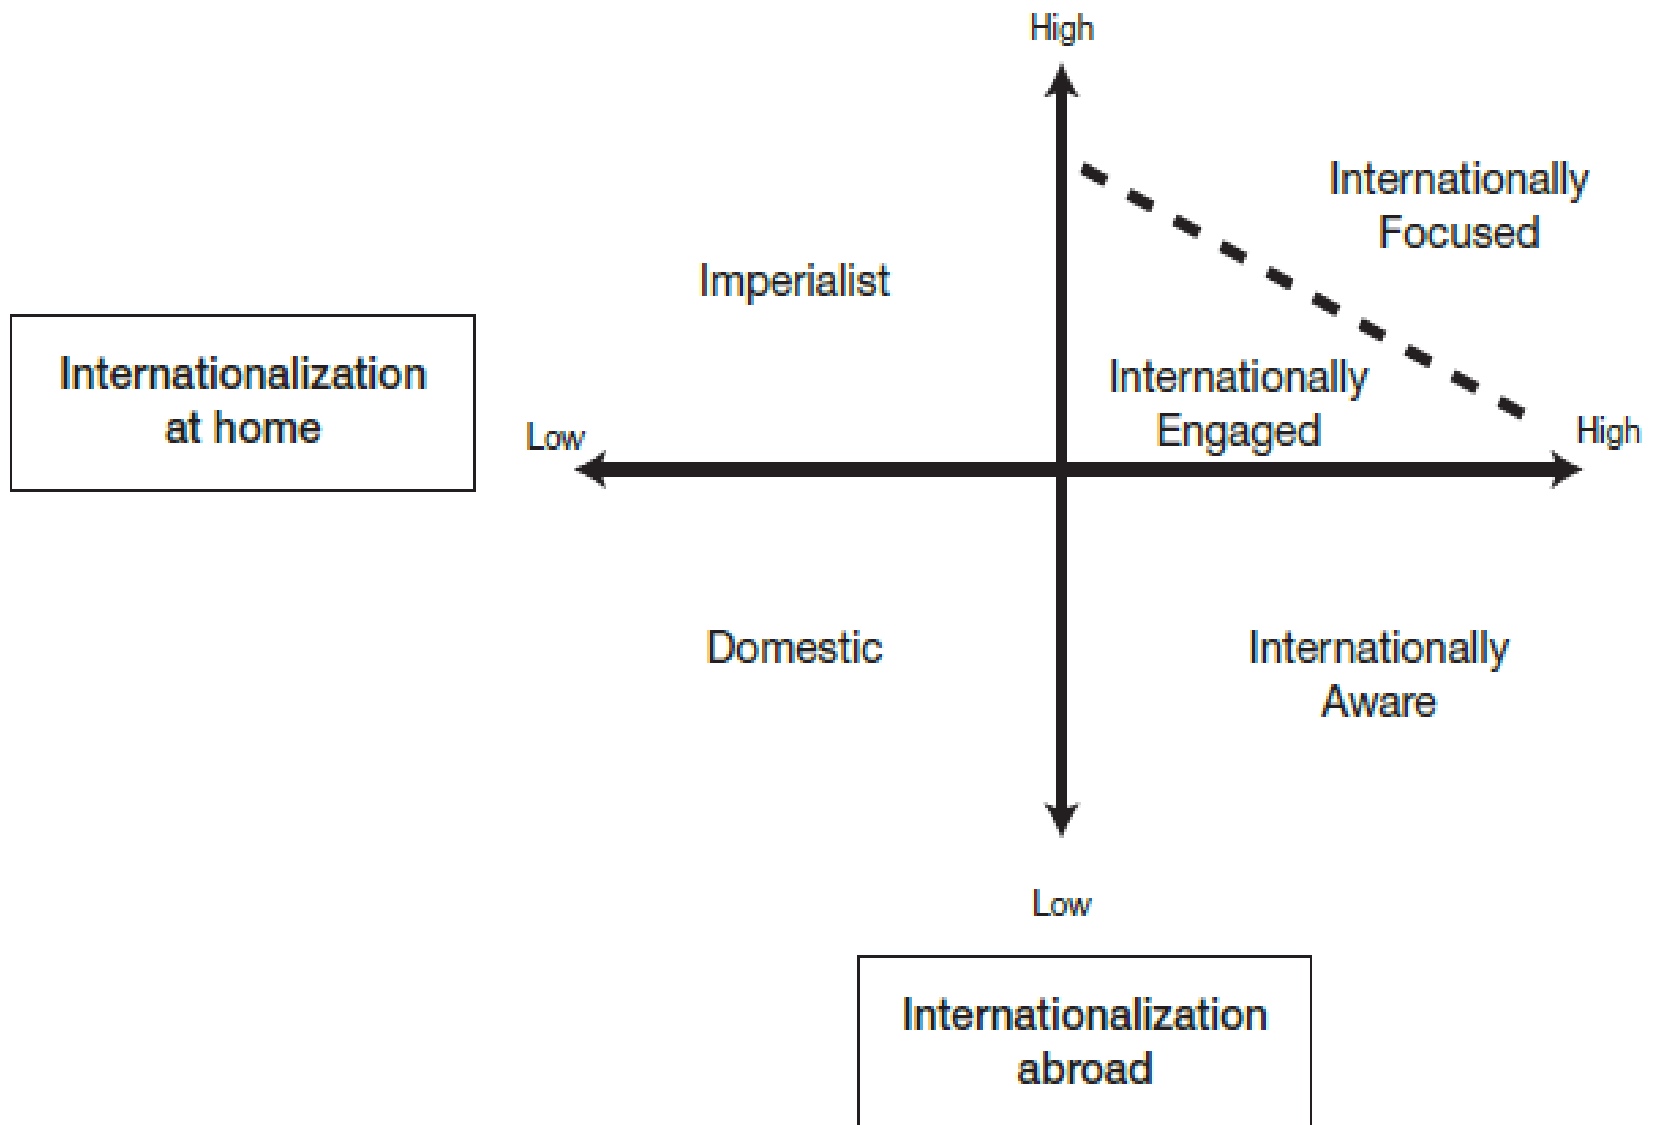 High
Internationally
Focused
Imperialist
Internationalization
at home
Internationally
Engaged
Low
High
Domestic
Internationally
Aware
Low
Internationalization
abroad